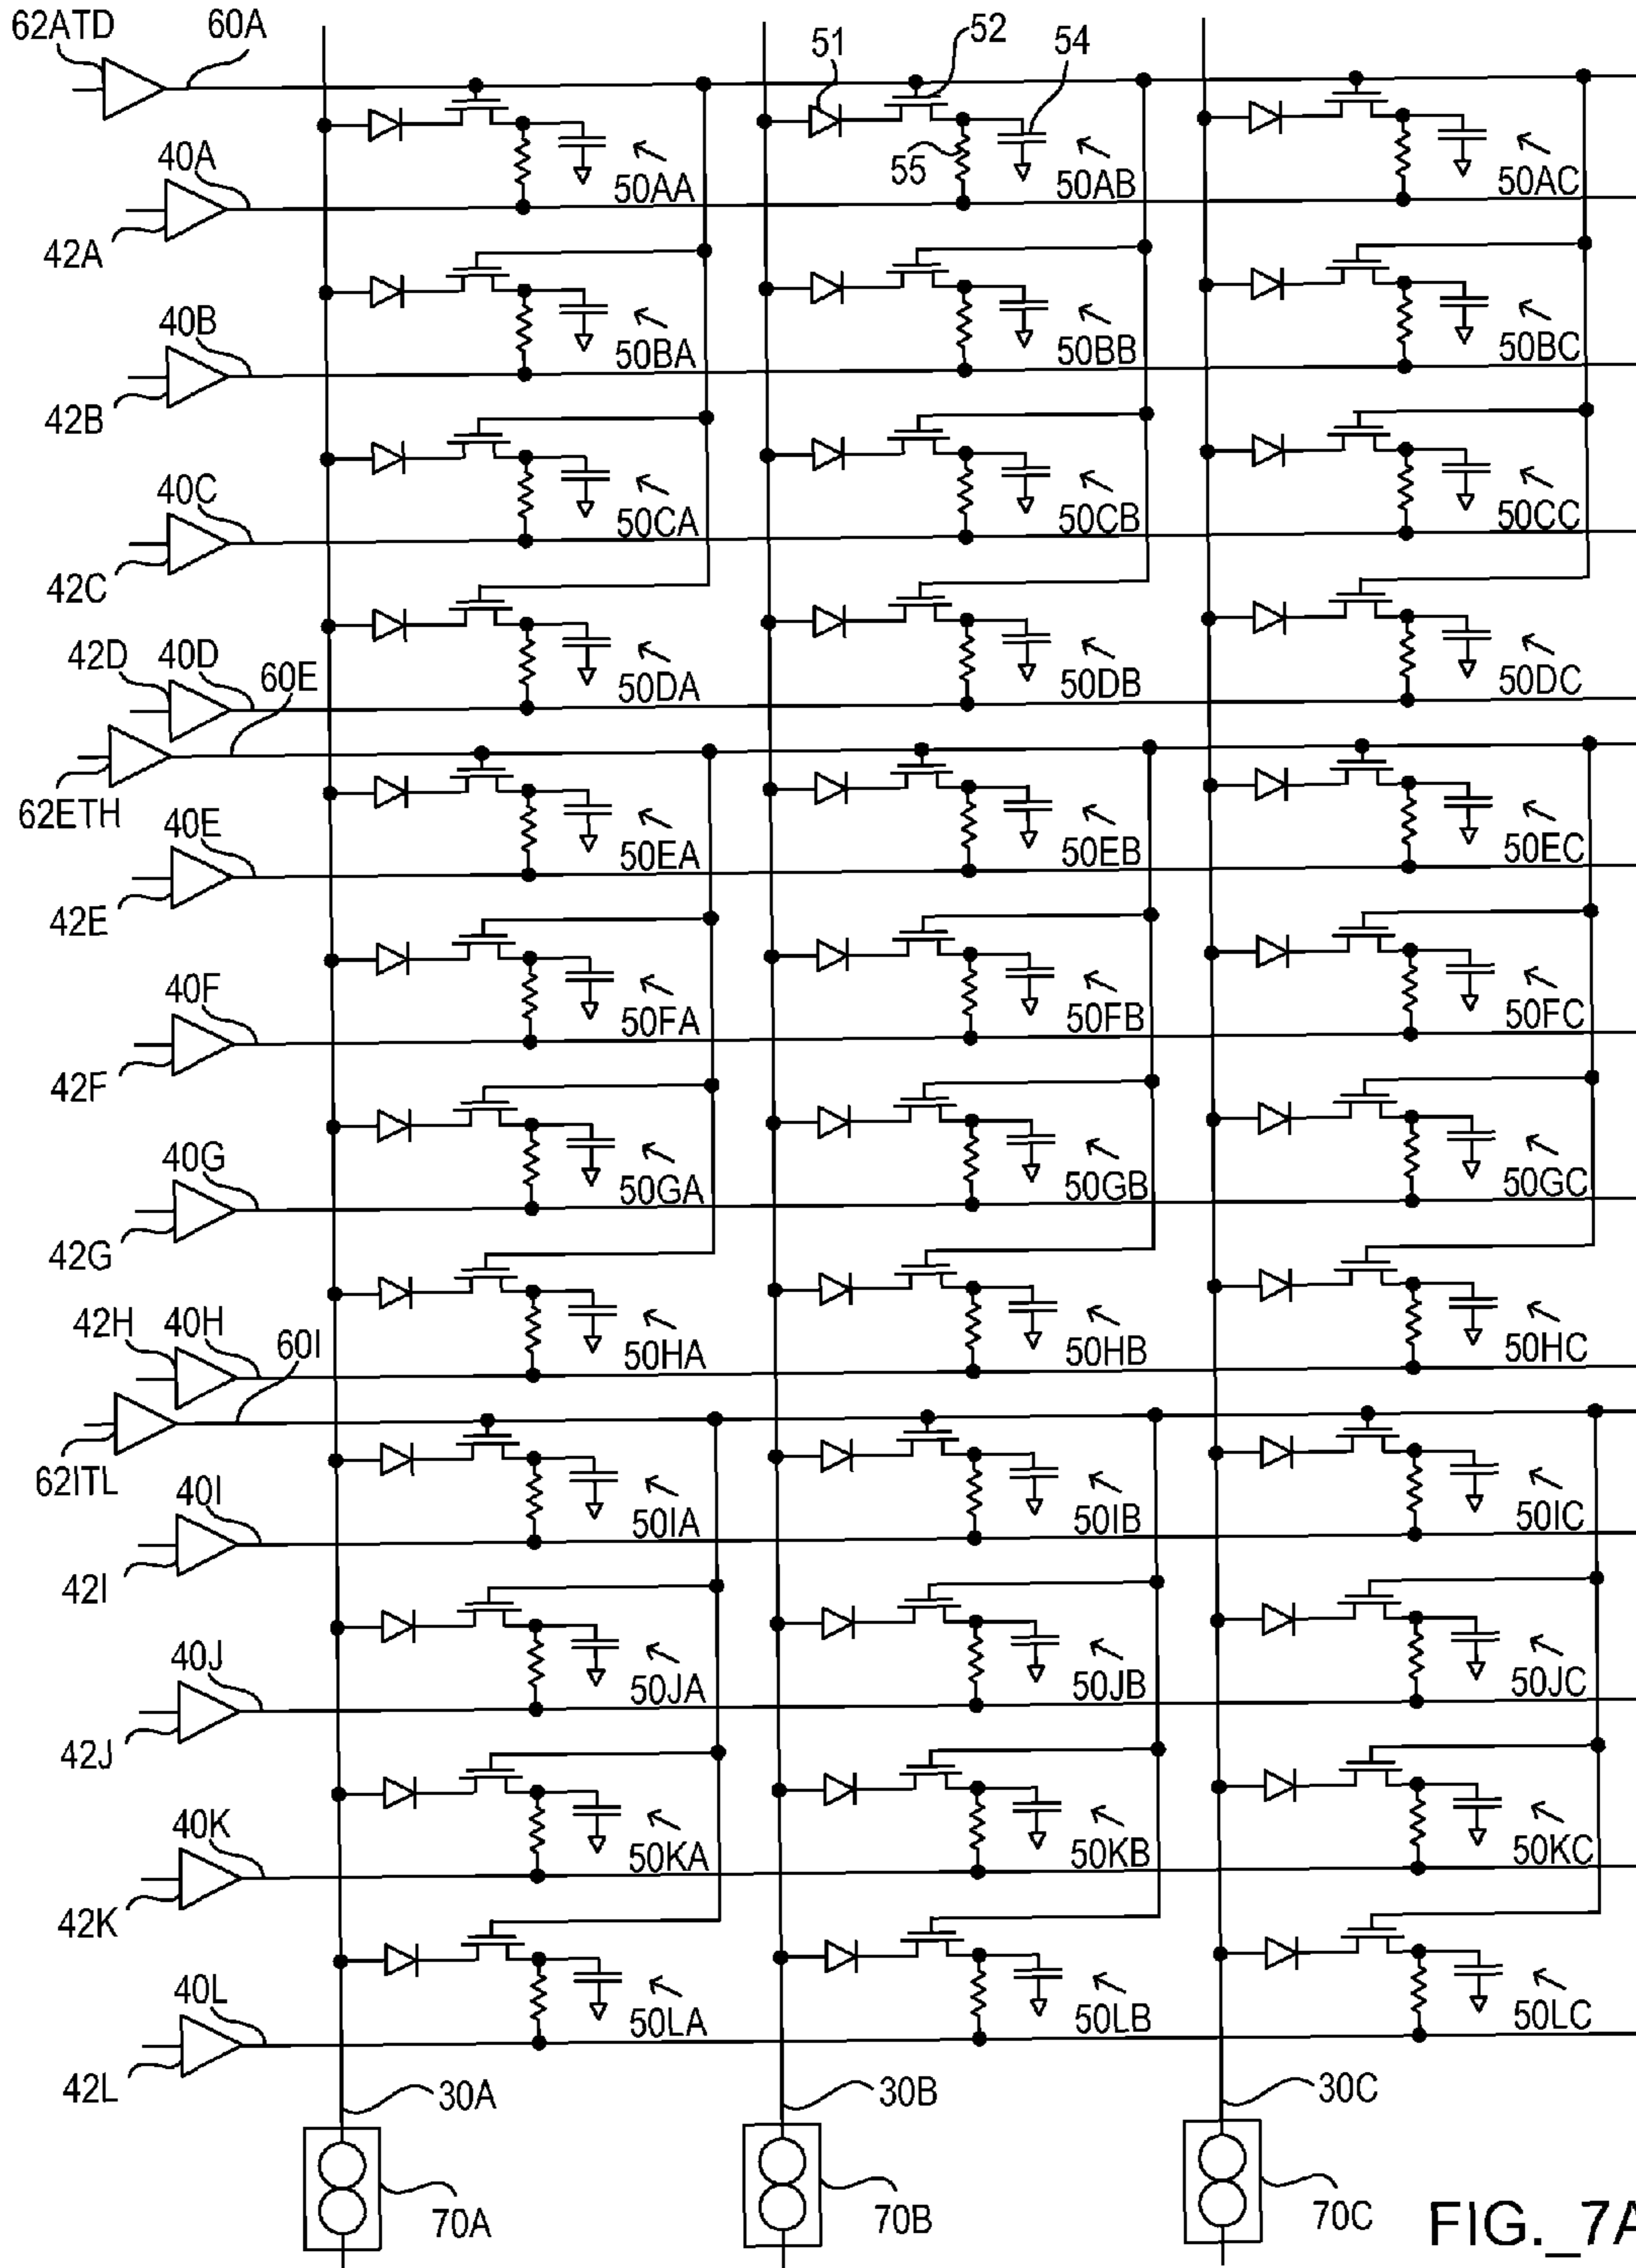 62ATD 60A 51 52 54
40A 55 50AA 50AB 50AC
42A
40B 50BA 50BB 50BC
42B
40C 50CA 50CB 50CC
42C
42D 40D 60E 50DA 50DB 50DC
62ETH 40E 50EA 50EB 50EC
42E
40F 50FA 50FB 50FC
42F
40G 50GA 50GB 50GC
42G
42H 40H 60I 50HA 50HB 50HC
62ITL 40I 50IA 50IB 50IC
42I
40J 50JA 50JB 50JC
42J
40K 50KA 50KB 50KC
42K
40L 50LA 50LB 50LC
42L
30A 30B 30C
70A 70B 70C
FIG._7A